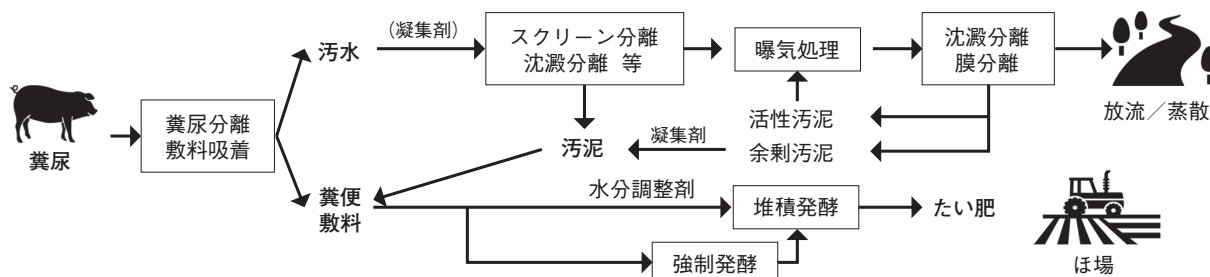 糞尿
糞尿分離
敷料吸着
汚水
(凝集剤)
スクリーン分離
沈澱分離 等
曝気処理
沈澱分離
膜分離
放流／蒸散
活性汚泥
余剰汚泥
凝集剤
汚泥
糞便
敷料
水分調整剤
堆積発酵
たい肥
強制発酵
ほ場